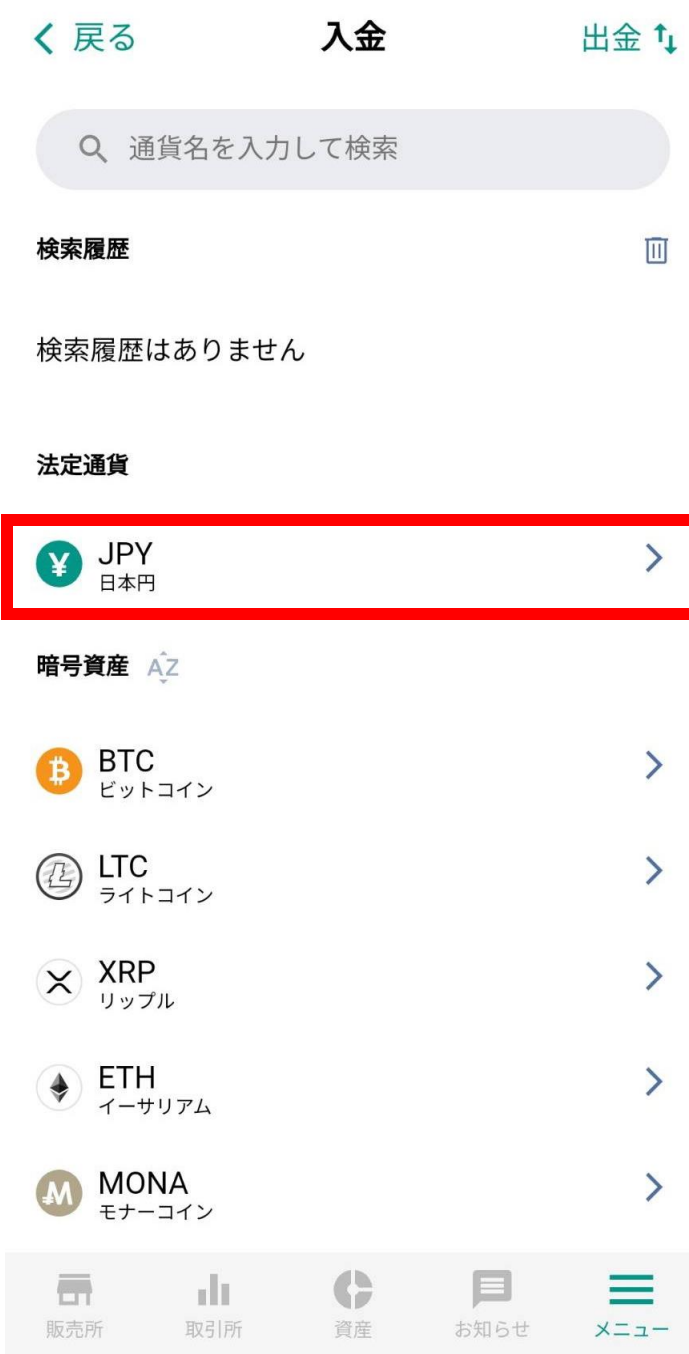 戻る 入金 出金
通貨名を入力して検索
検索履歴
検索履歴はありません
法定通貨
¥ JPY
日本円
暗号資産 AZ
BTC
ビットコイン
LTC
ライトコイン
XRP
リップル
ETH
イーサリアム
MONA
モナーコイン
販売所 取引所 資産 お知らせ メニュー